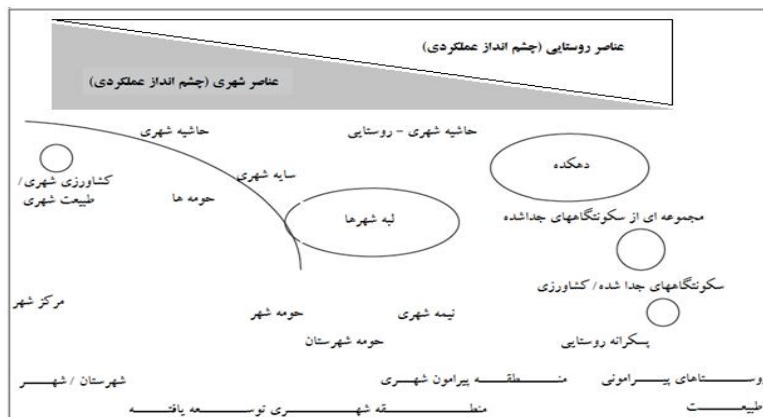 عناصر روستایی (چشم انداز عملکردی)
عناصر شهری (چشم انداز عملکردی)
حاشیه شهری - روستایی
حاشیه شهری
دهکده
سایه شهری
کشاورزی شهری/
طبیعت شهری
حومه ها
لبه شهرها
مجموعه ای از سکونتگاههای جداشده
سکونتگاههای جدا شده/ کشاورزی
مرکز شهر
نیمه شهری
حومه شهر
پسکرانه روستایی
حومه شهرستان
روستاهای پیرامونی
منطقه پیرامون شهری
شهرستان / شهر
طبیعت
منطقه شهری توسعه یافته